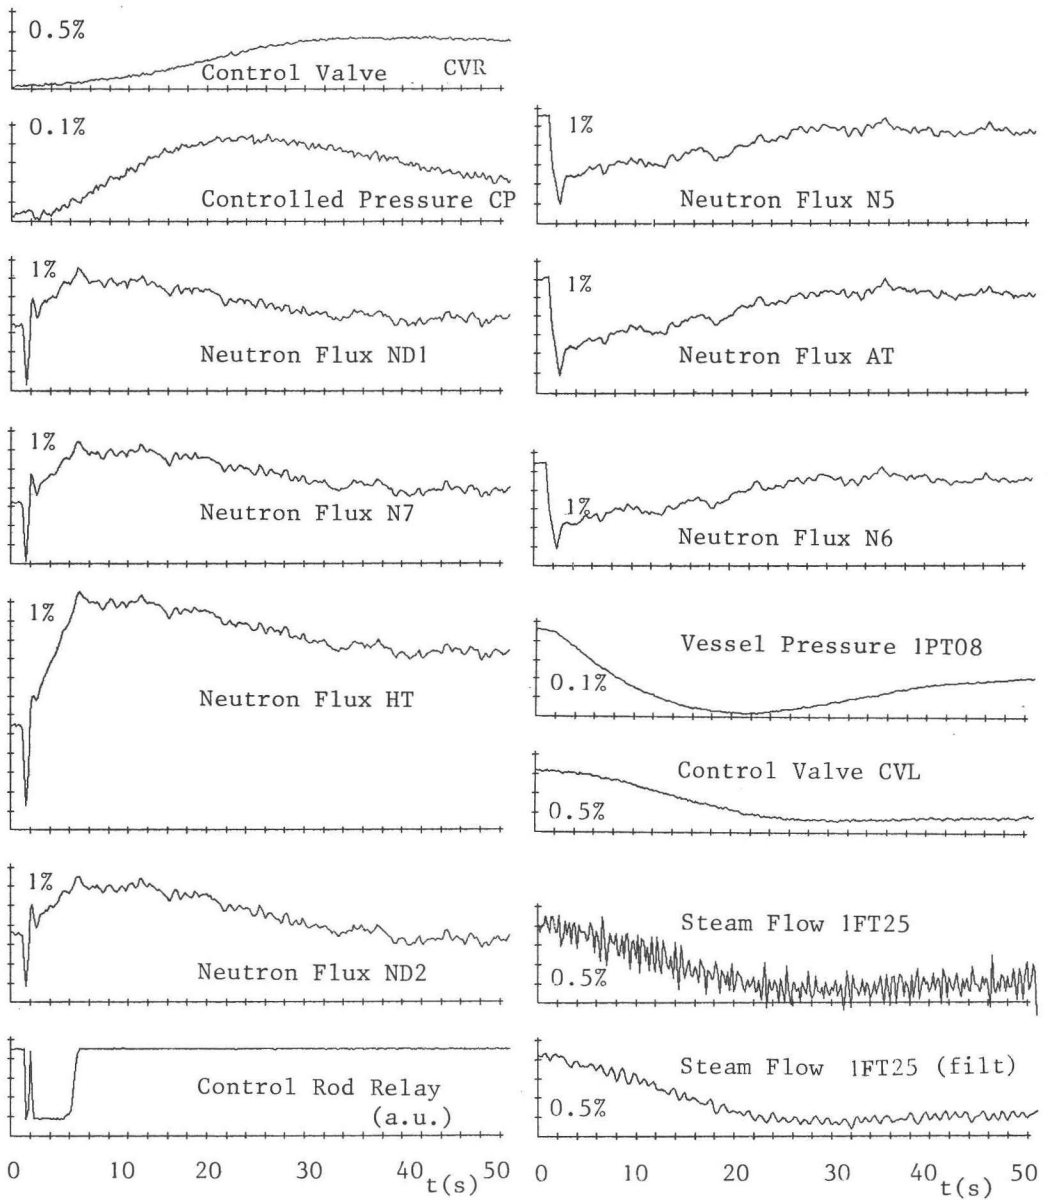 0.5%
Control Valve CVR
0.1%
Controlled Pressure CP
1%
Neutron Flux ND1
1%
Neutron Flux N7
1%
Neutron Flux HT
1%
Neutron Flux ND2
Control Rod Relay
(a.u.)
0 10 20 30 40 50
t(s)
1%
Neutron Flux N5
1%
Neutron Flux AT
1%
Neutron Flux N6
Vessel Pressure 1PT08
0.1%
Control Valve CVL
0.5%
Steam Flow 1FT25
0.5%
Steam Flow 1FT25 (filt)
0.5%
0 10 20 30 40 50
t(s)